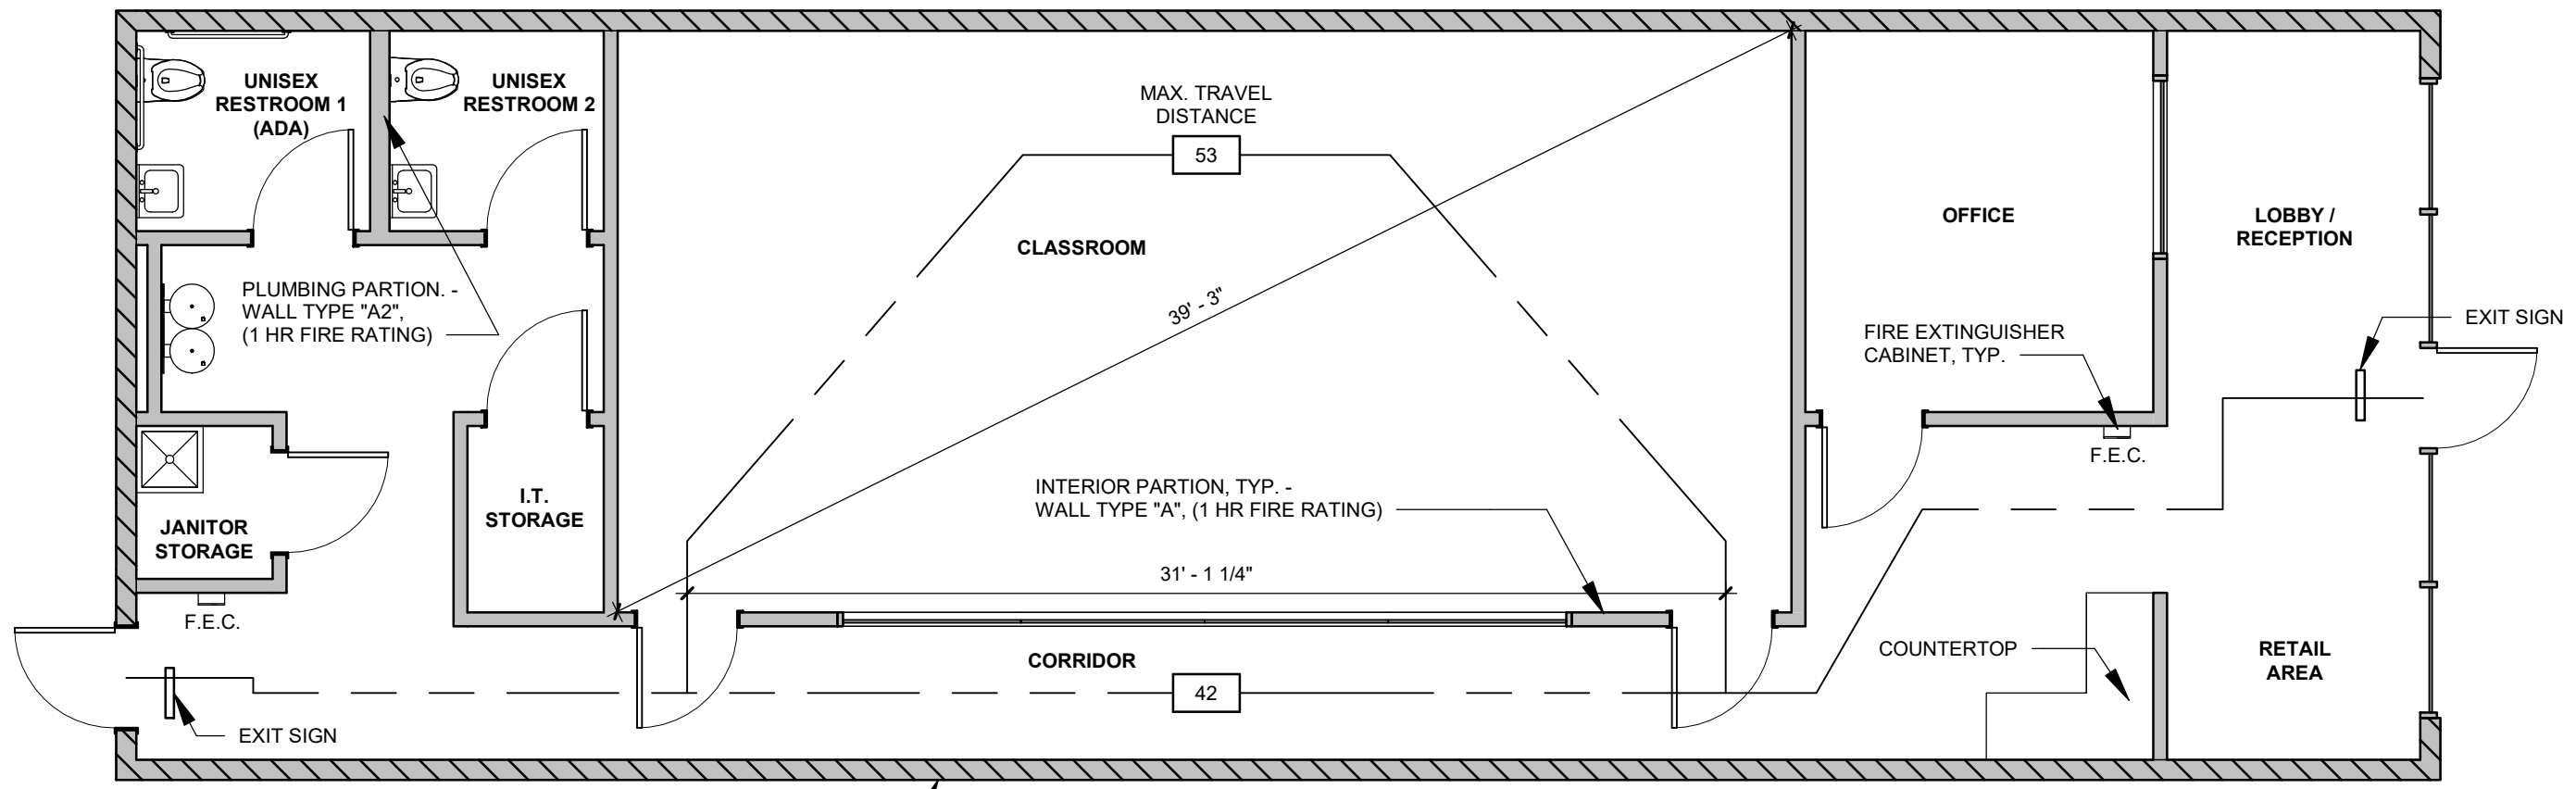 UNISEX
RESTROOM 1
(ADA)
UNISEX
RESTROOM 2
MAX. TRAVEL
DISTANCE
53
CLASSROOM
OFFICE
LOBBY /
RECEPTION
PLUMBING PARTION. -
WALL TYPE "A2",
(1 HR FIRE RATING)
39' - 3"
FIRE EXTINGUISHER
CABINET, TYP.
EXIT SIGN
F.E.C.
INTERIOR PARTION, TYP. -
WALL TYPE "A", (1 HR FIRE RATING)
I.T.
STORAGE
JANITOR
STORAGE
31' - 1 1/4"
F.E.C.
CORRIDOR
42
COUNTERTOP
RETAIL
AREA
EXIT SIGN